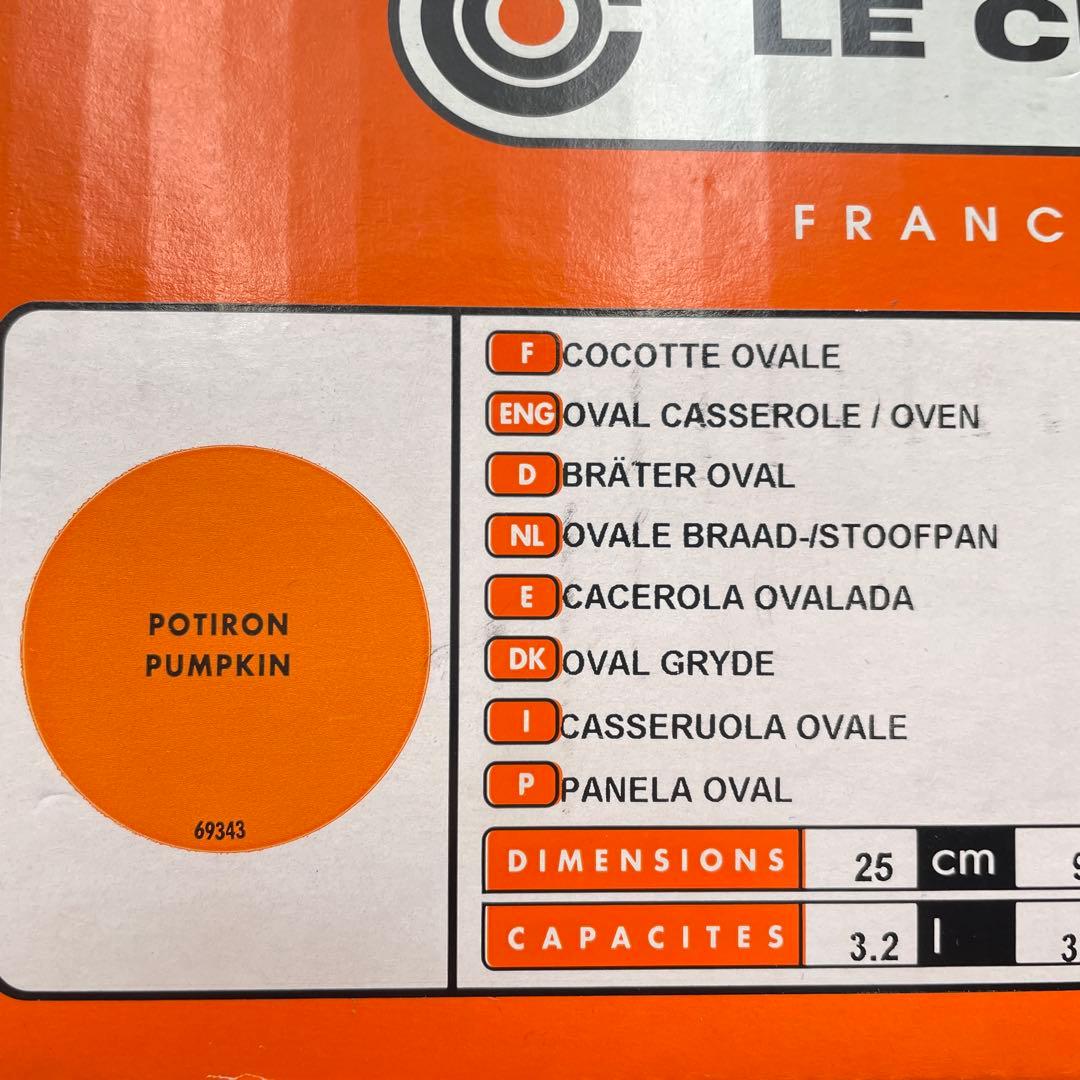 LE C
FRANC
POTIRON
PUMPKIN
69343
F COCOTTE OVALE
ENG OVAL CASSEROLE / OVEN
D BRÄTER OVAL
NL OVALE BRAAD-/STOOFPAN
E CACEROLA OVALADA
DK OVAL GRYDE
I CASSERUOLA OVALE
P PANELA OVAL
DIMENSIONS 25 cm
CAPACITES 3.2 l 3